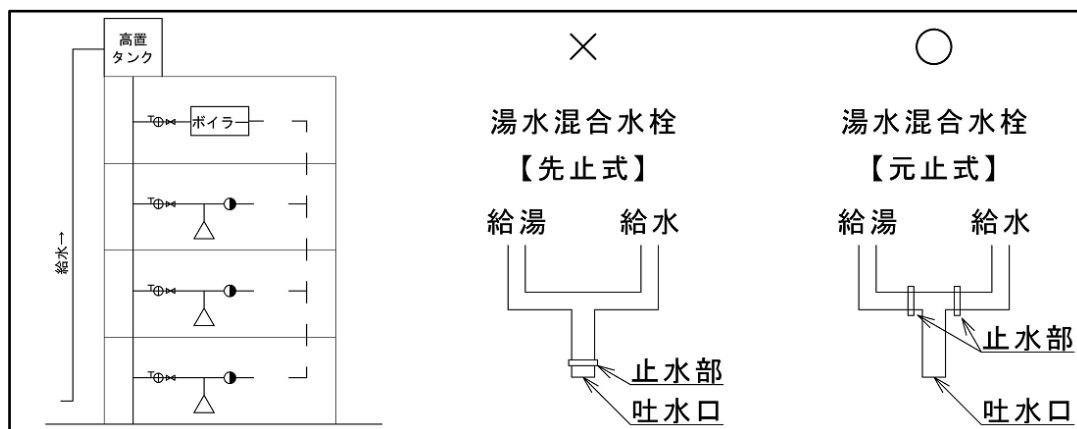 高置
タンク
ボイラー
T
T
T
T
給水→
×
湯水混合水栓
【先止式】
給湯 給水
止水部
吐水口
○
湯水混合水栓
【元止式】
給湯 給水
止水部
吐水口